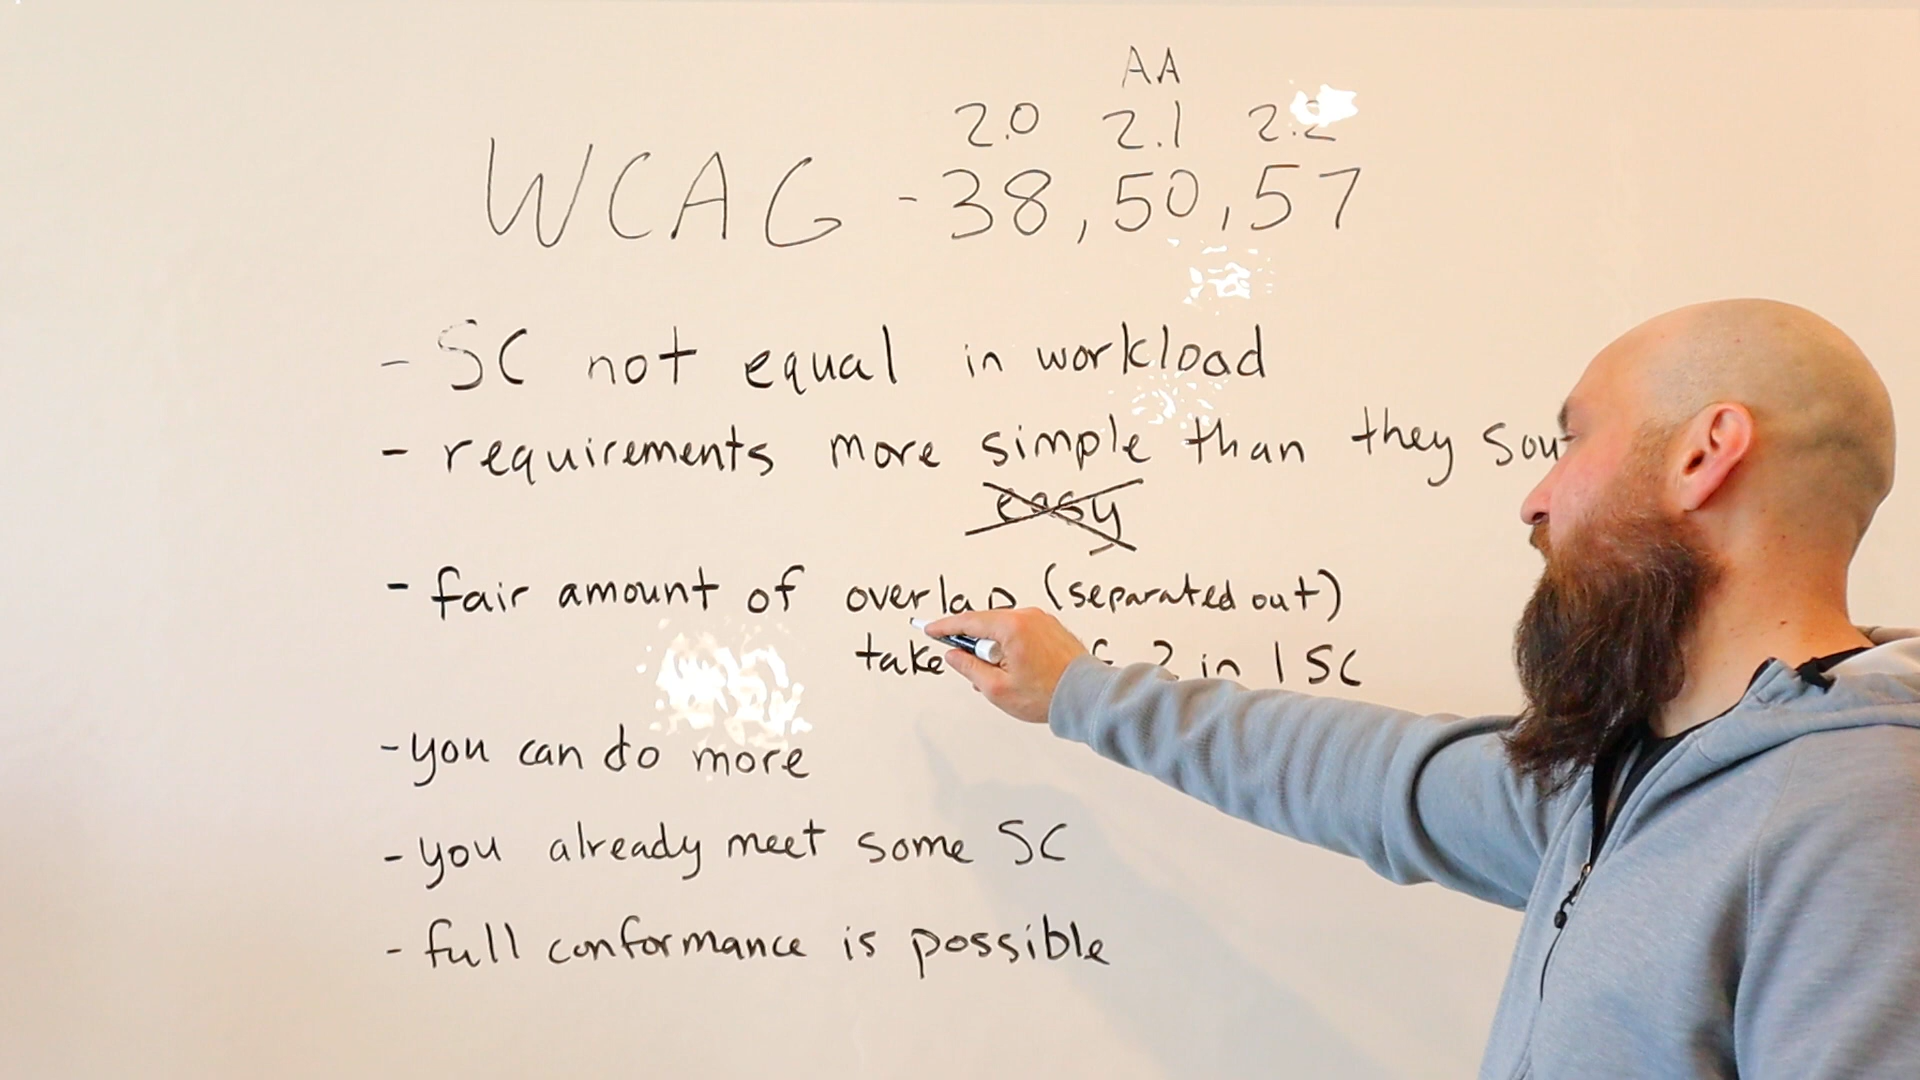 AA
2.0 2.1 2.2
WCAG - 38, 50, 57
- SC not equal in workload
- requirements more simple than they
easy
- fair amount of overlap (separated out)
take 2 in 1 SC
- you can do more
- you already meet some SC
- full conformance is possible